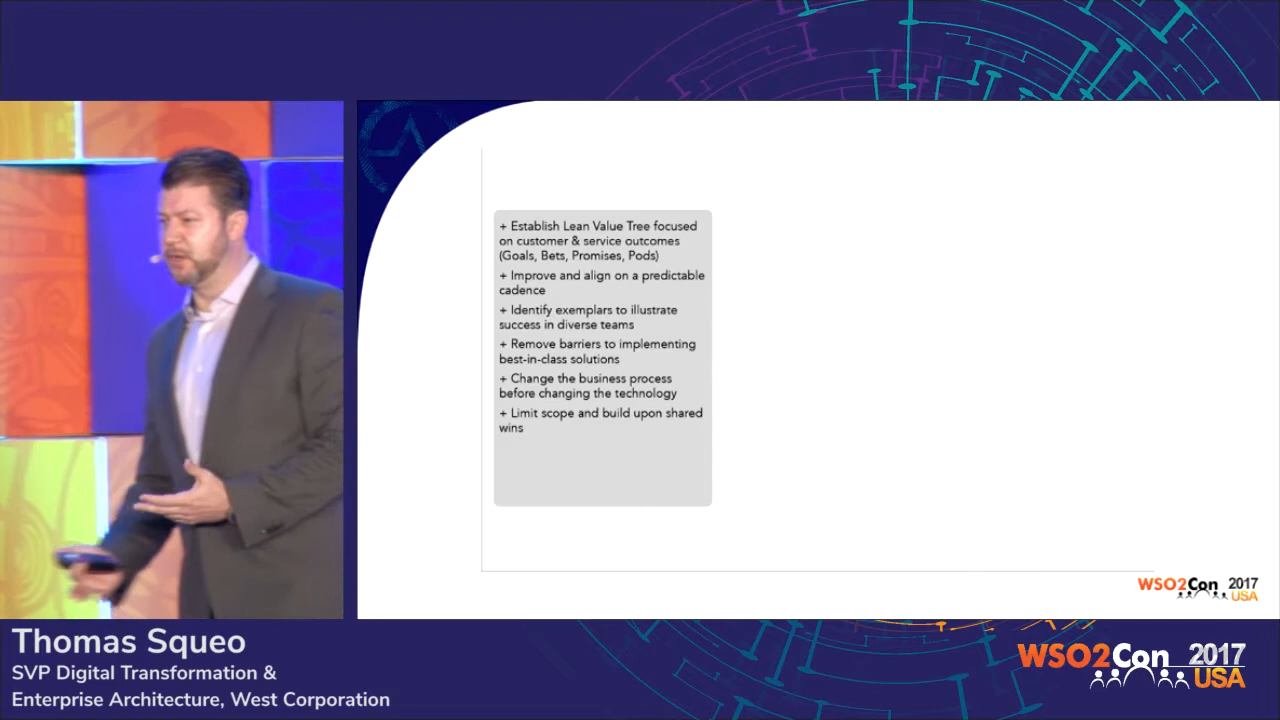 + Establish Lean Value Tree focused
on customer & service outcomes
(Goals, Bets, Promises, Pods)
+ Improve and align on a predictable
cadence
+ Identify exemplars to illustrate
success in diverse teams
+ Remove barriers to implementing
best-in-class solutions
+ Change the business process
before changing the technology
+ Limit scope and build upon shared
wins
WSO2Con 2017
USA
Thomas Squeo
SVP Digital Transformation &
Enterprise Architecture, West Corporation
WSO2Con 2017
USA